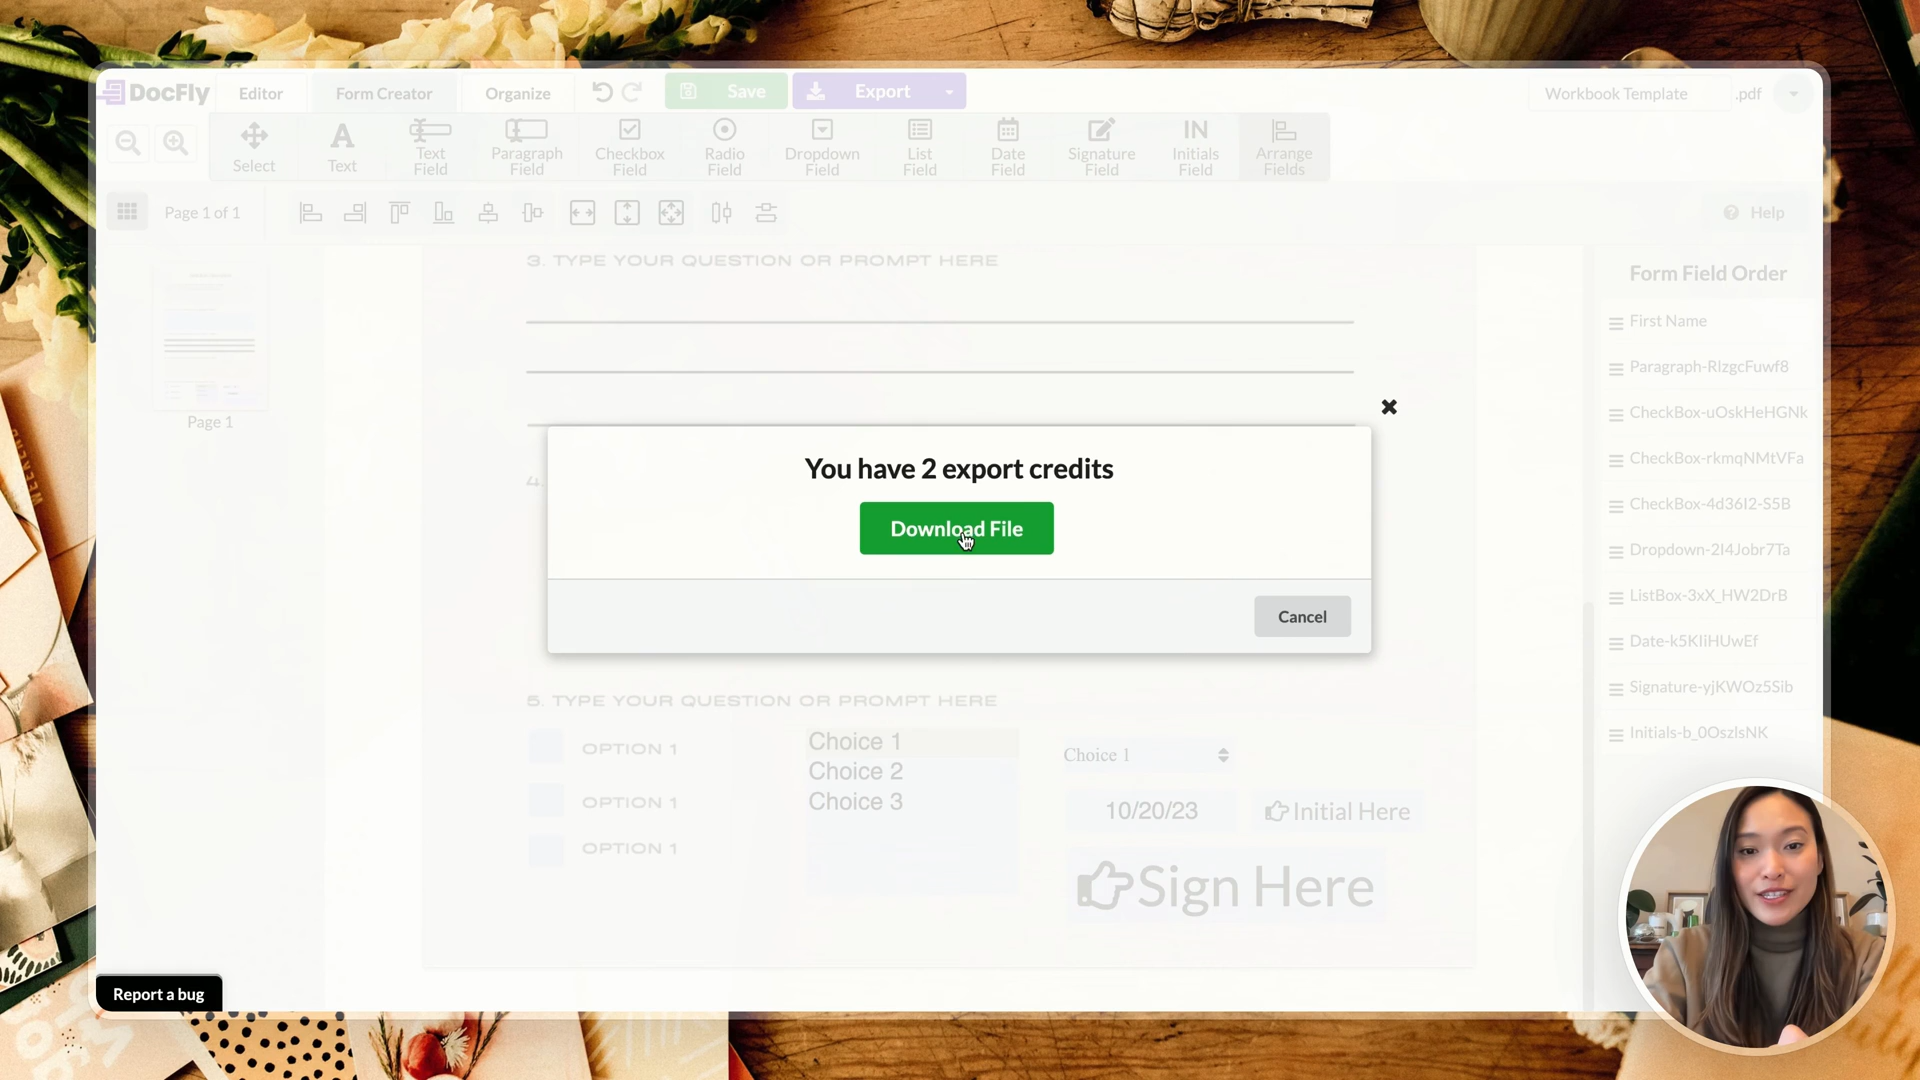 DocFly
Editor
Form Creator
Organize
Save
Export
Workbook Template
.pdf
Select
Text
Text
Field
Paragraph
Field
Checkbox
Field
Radio
Field
Dropdown
Field
List
Field
Date
Field
Signature
Field
IN
Initials
Field
Arrange
Fields
Page 1 of 1
Help
3. TYPE YOUR QUESTION OR PROMPT HERE
Form Field Order
First Name
Paragraph-RlzgcFuwf8
CheckBox-uOskHeHGNk
CheckBox-rkmqNMtVFa
CheckBox-4d36I2-S5B
Dropdown-2I4Jobr7Ta
ListBox-3xX_HW2DrB
Date-k5KIiHUwEf
Signature-yjKWOz5Sib
Initials-b_0OszlsNK
Page 1
You have 2 export credits
4.
Download File
Cancel
5. TYPE YOUR QUESTION OR PROMPT HERE
OPTION 1
OPTION 1
OPTION 1
Choice 1
Choice 2
Choice 3
Choice 1
10/20/23
Initial Here
Sign Here
Report a bug
WEEKEND